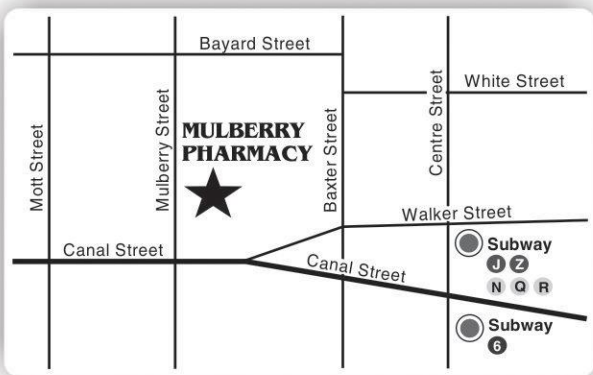 Bayard Street
White Street
Mott Street
Mulberry Street
MULBERRY
PHARMACY
Baxter Street
Centre Street
Walker Street
Canal Street
Canal Street
Subway
J Z
N Q R
Subway
6